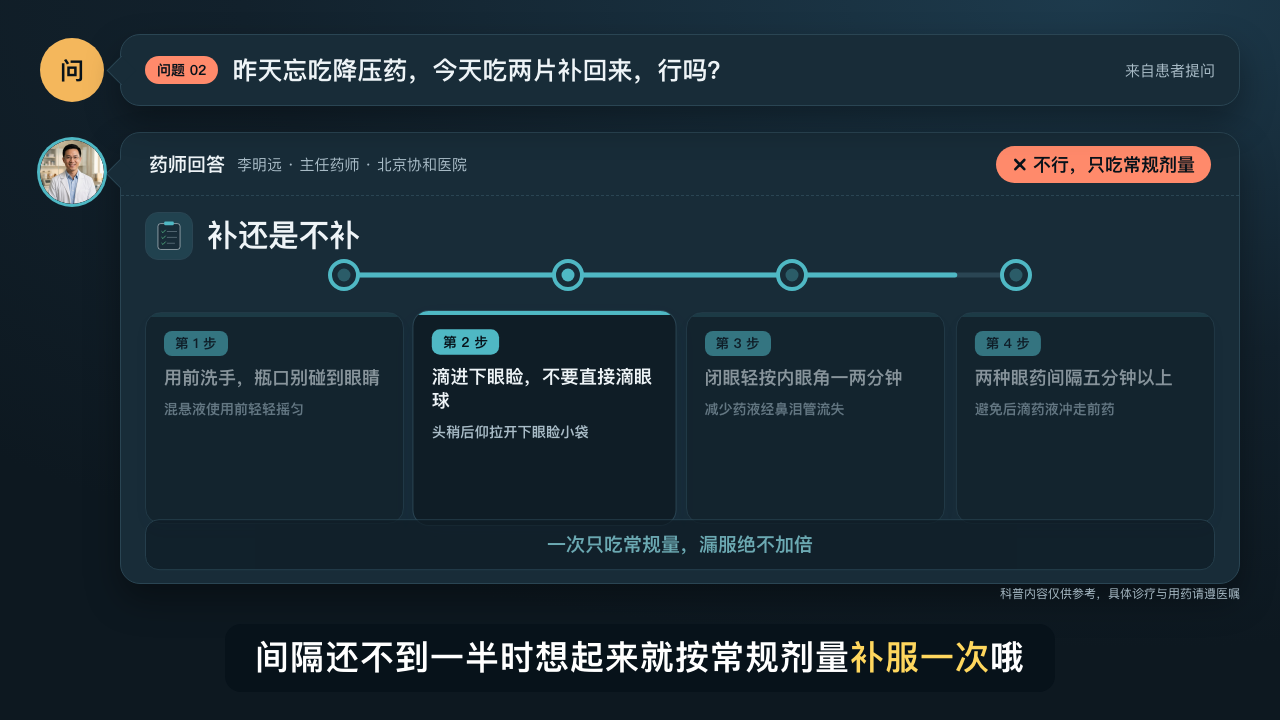 问
问题 02
昨天忘吃降压药，今天吃两片补回来，行吗？
来自患者提问
药师回答
李明远 · 主任药师 · 北京协和医院
✕ 不行，只吃常规剂量
补还是不补
第 1 步
用前洗手，瓶口别碰到眼睛
混悬液使用前轻轻摇匀
第 2 步
滴进下眼睑，不要直接滴眼
球
头稍后仰拉开下眼睑小袋
第 3 步
闭眼轻按内眼角一两分钟
减少药液经鼻泪管流失
第 4 步
两种眼药间隔五分钟以上
避免后滴药液冲走前药
一次只吃常规量，漏服绝不加倍
科普内容仅供参考，具体诊疗与用药请遵医嘱
间隔还不到一半时想起来就按常规剂量补服一次哦